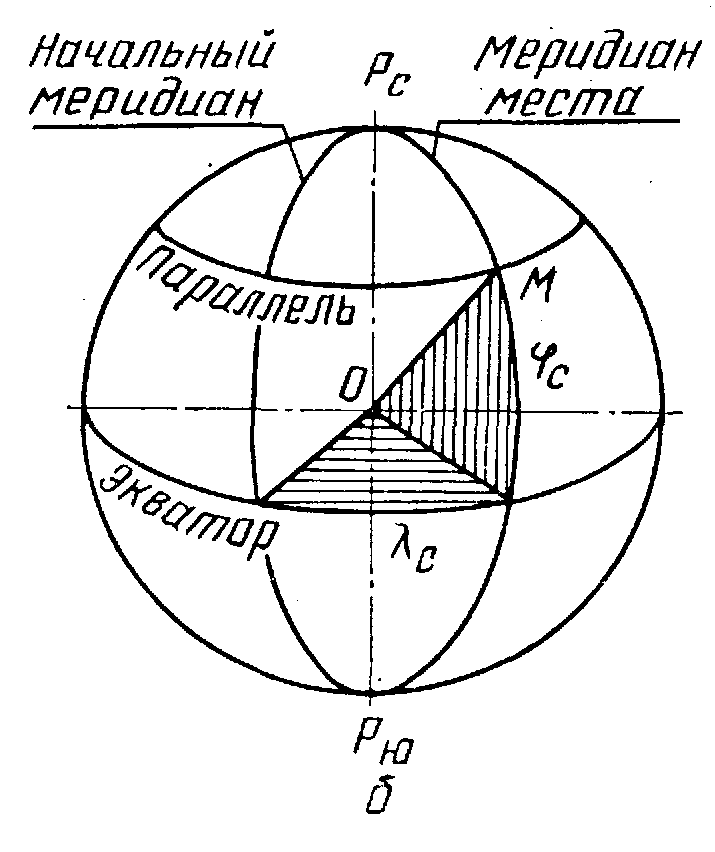 Начальный
меридиан
Pс
Меридиан
места
Параллель
M
O
φс
Экватор
λс
Pю
б